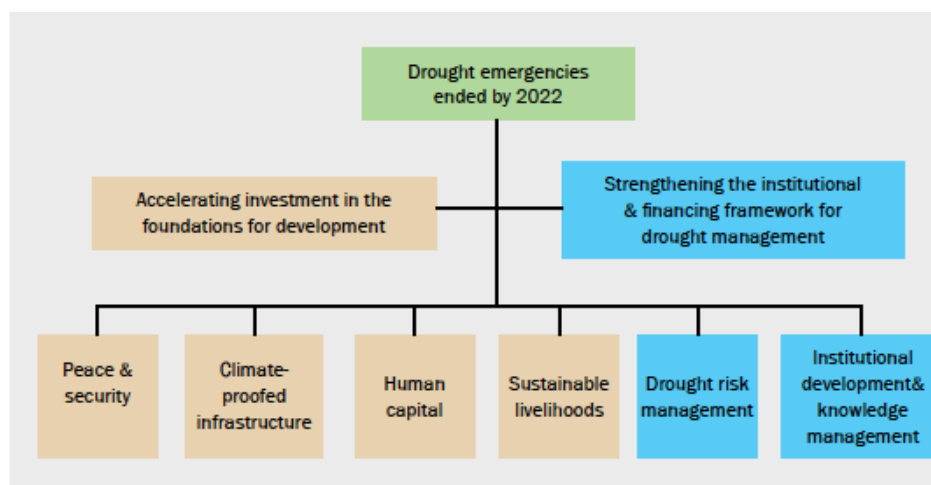 Drought emergencies
ended by 2022
Accelerating investment in the
foundations for development
Strengthening the institutional
& financing framework for
drought management
Peace &
security
Climate-
proofed
infrastructure
Human
capital
Sustainable
livelihoods
Drought risk
management
Institutional
development&
knowledge
management